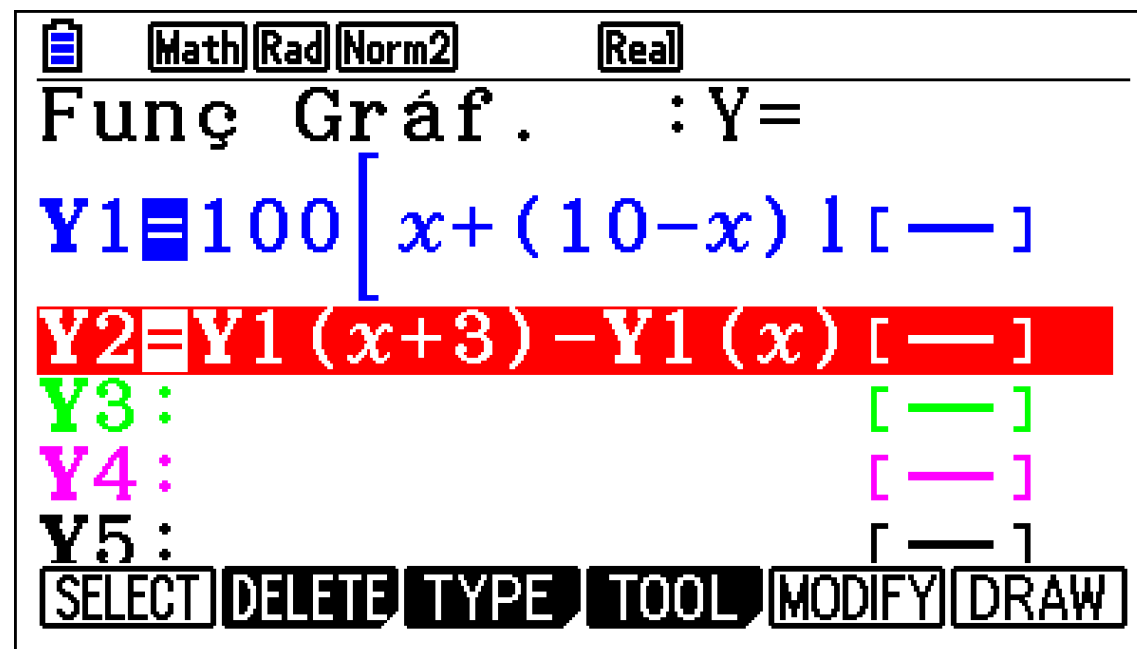 Math Rad Norm2 Real
Funç Gráf. :Y=
Y1=100[x+(10-x)l[—]
Y2=Y1(x+3)-Y1(x)[—]
Y3:[—]
Y4:[—]
Y5:[—]
SELECT DELETE TYPE TOOL MODIFY DRAW